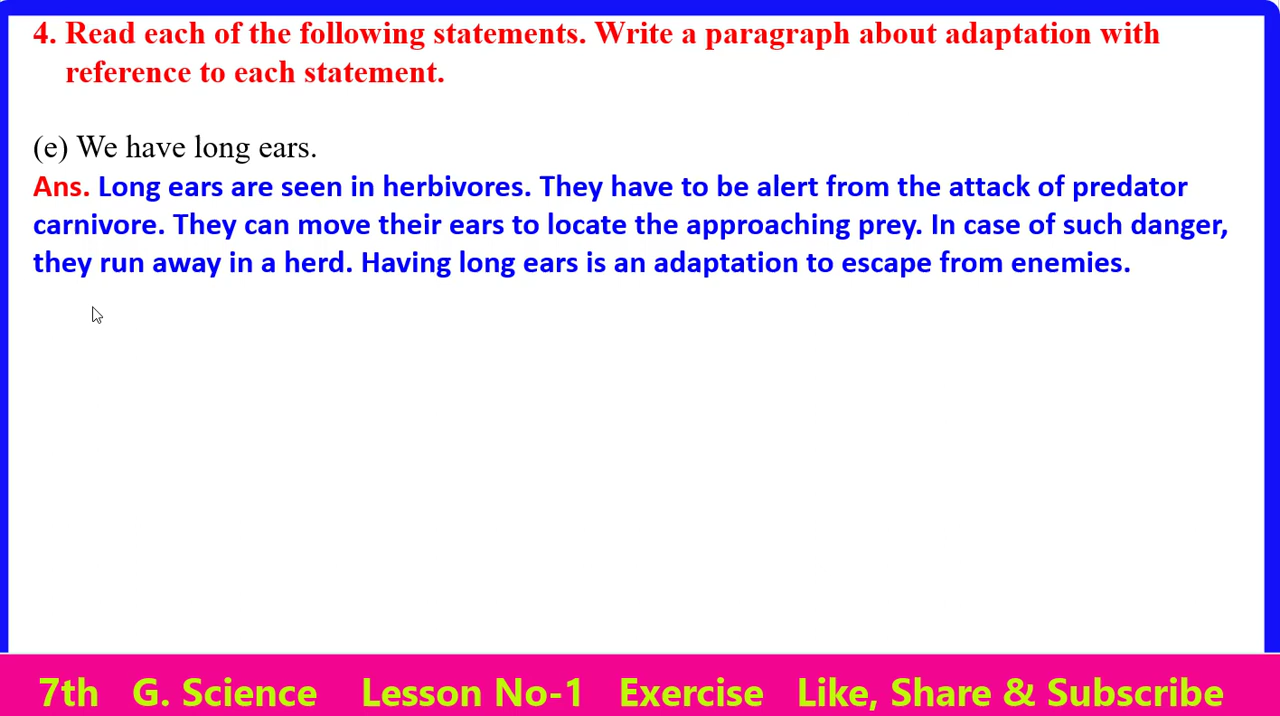 4. Read each of the following statements. Write a paragraph about adaptation with
reference to each statement.
(e) We have long ears.
Ans. Long ears are seen in herbivores. They have to be alert from the attack of predator
carnivore. They can move their ears to locate the approaching prey. In case of such danger,
they run away in a herd. Having long ears is an adaptation to escape from enemies.
7th G. Science Lesson No-1 Exercise Like, Share & Subscribe